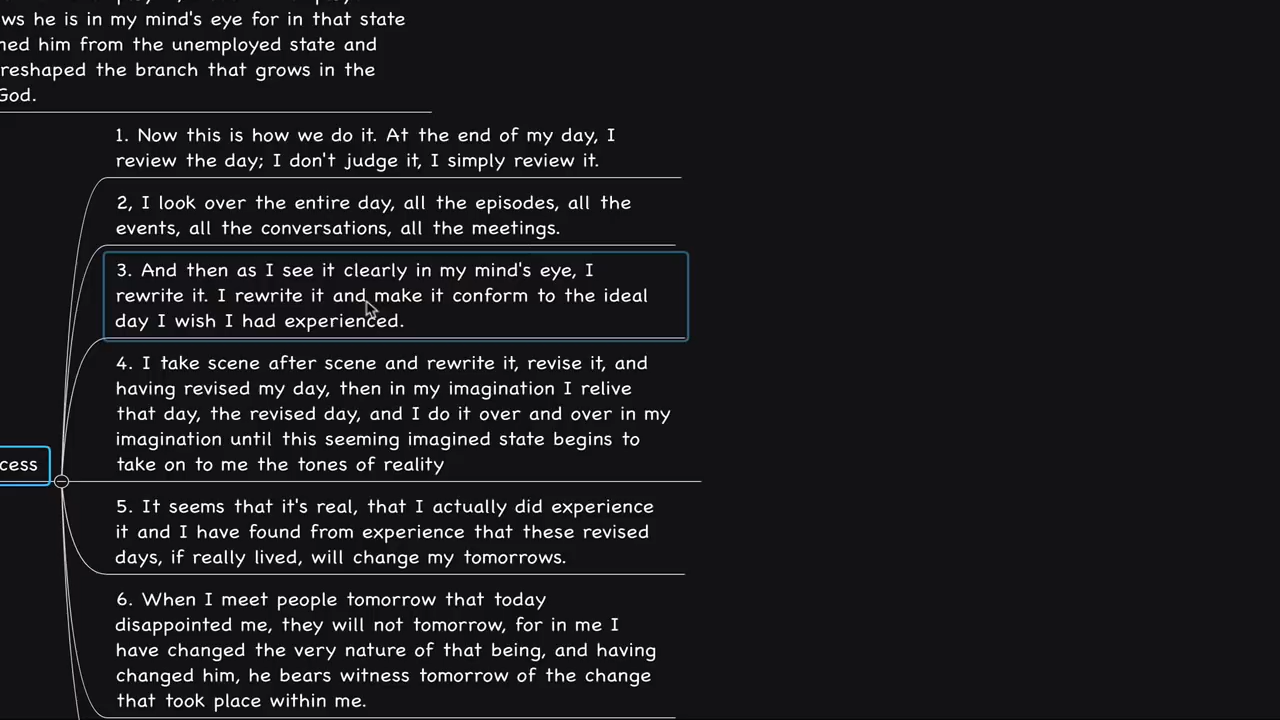 ws he is in my mind's eye for in that state
ned him from the unemployed state and
reshaped the branch that grows in the
God.
1. Now this is how we do it. At the end of my day, I
review the day; I don't judge it, I simply review it.
2, I look over the entire day, all the episodes, all the
events, all the conversations, all the meetings.
3. And then as I see it clearly in my mind's eye, I
rewrite it. I rewrite it and make it conform to the ideal
day I wish I had experienced.
4. I take scene after scene and rewrite it, revise it, and
having revised my day, then in my imagination I relive
that day, the revised day, and I do it over and over in my
imagination until this seeming imagined state begins to
take on to me the tones of reality
cess
5. It seems that it's real, that I actually did experience
it and I have found from experience that these revised
days, if really lived, will change my tomorrows.
6. When I meet people tomorrow that today
disappointed me, they will not tomorrow, for in me I
have changed the very nature of that being, and having
changed him, he bears witness tomorrow of the change
that took place within me.